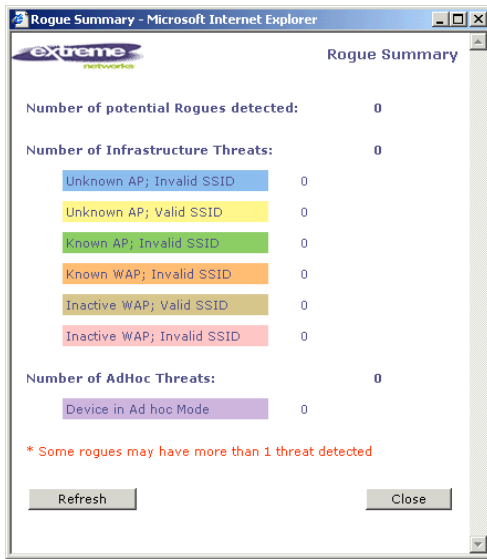 Rogue Summary - Microsoft Internet Explorer
extreme networks
Rogue Summary
Number of potential Rogues detected: 0
Number of Infrastructure Threats: 0
Unknown AP; Invalid SSID 0
Unknown AP; Valid SSID 0
Known AP; Invalid SSID 0
Known WAP; Invalid SSID 0
Inactive WAP; Valid SSID 0
Inactive WAP; Invalid SSID 0
Number of AdHoc Threats: 0
Device in Ad hoc Mode 0
* Some rogues may have more than 1 threat detected
Refresh Close